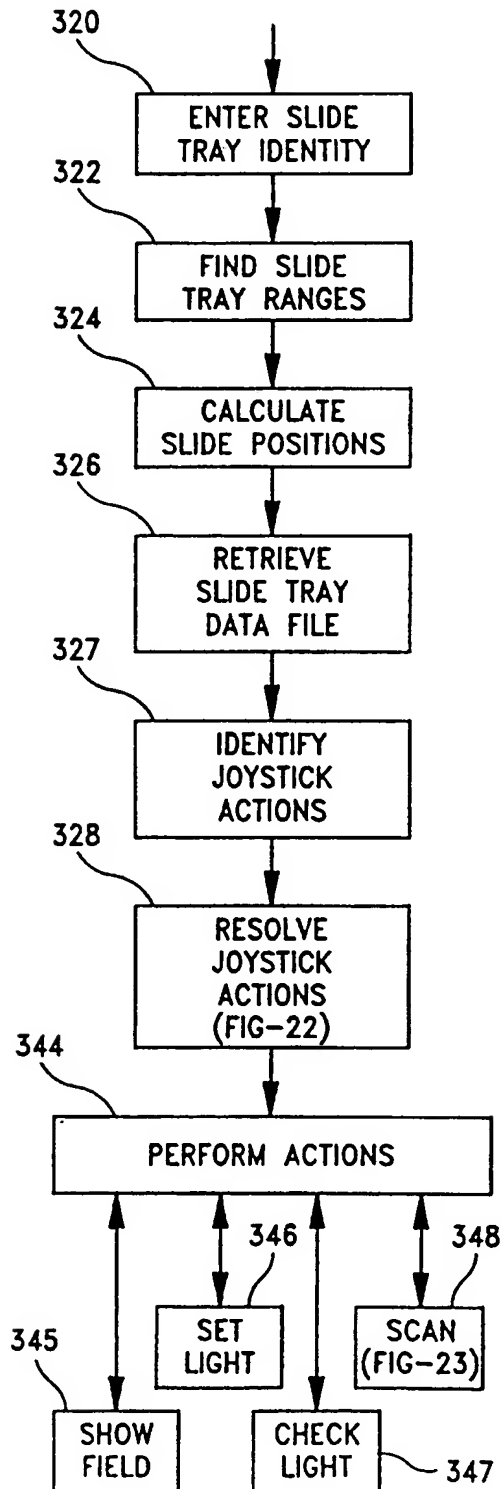 320
ENTER SLIDE
TRAY IDENTITY
322
FIND SLIDE
TRAY RANGES
324
CALCULATE
SLIDE POSITIONS
326
RETRIEVE
SLIDE TRAY
DATA FILE
327
IDENTIFY
JOYSTICK
ACTIONS
328
RESOLVE
JOYSTICK
ACTIONS
(FIG-22)
344
PERFORM ACTIONS
346
SET
LIGHT
348
SCAN
(FIG-23)
345
SHOW
FIELD
CHECK
LIGHT
347